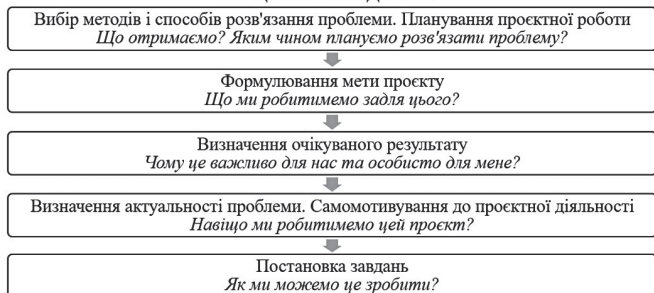 Вибір методів і способів розв'язання проблеми. Планування проєктної роботи
Що отримаємо? Яким чином плануємо розв'язати проблему?
Формулювання мети проєкту
Що ми робитимемо задля цього?
Визначення очікуваного результату
Чому це важливо для нас та особисто для мене?
Визначення актуальності проблеми. Самомотивування до проєктної діяльності
Навіщо ми робитимемо цей проєкт?
Постановка завдань
Як ми можемо це зробити?